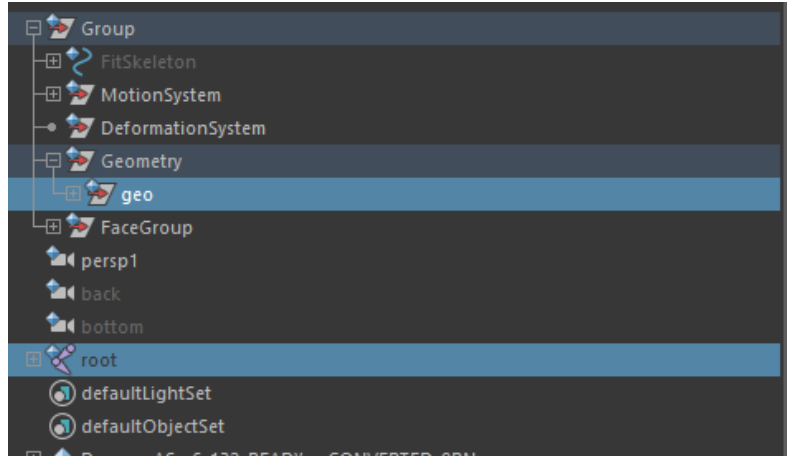 Group
FitSkeleton
MotionSystem
DeformationSystem
Geometry
geo
FaceGroup
persp1
back
bottom
root
defaultLightSet
defaultObjectSet